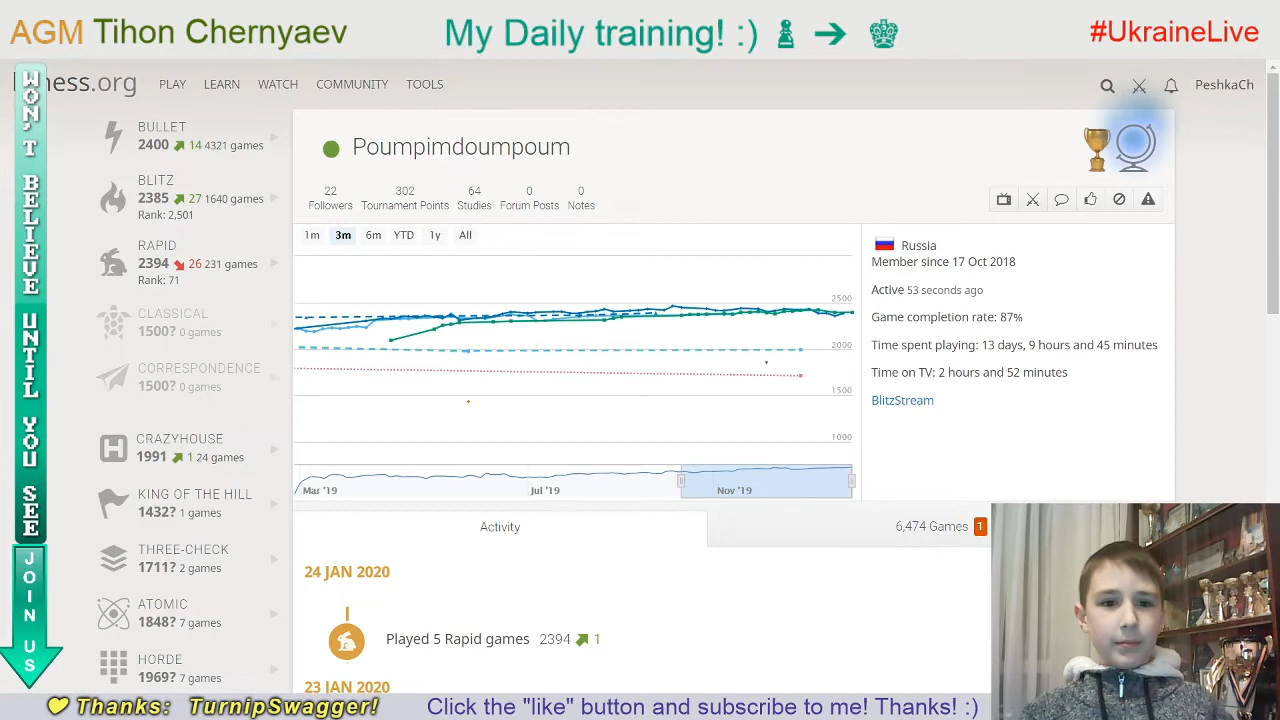 AGM Tihon Chernyaev
My Daily training! :)
#UkraineLive
WON'T BELIEVE UNTIL YOU SEE
JOIN US
hess.org
PLAY
LEARN
WATCH
COMMUNITY
TOOLS
PeshkaCh
BULLET
2400 14 4321 games
BLITZ
2385 27 1640 games
Rank: 2,501
RAPID
2394 26 231 games
Rank: 71
CLASSICAL
1500? 0 games
CORRESPONDENCE
1500? 0 games
CRAZYHOUSE
1991 1 24 games
KING OF THE HILL
1432? 1 games
THREE-CHECK
1711? 2 games
ATOMIC
1848? 7 games
HORDE
1969? 7 games
Poumpimdoumpoum
22
Followers
302
Tournament Points
64
Studies
0
Forum Posts
0
Notes
1m 3m 6m YTD 1y All
2500
2000
1500
1000
Mar '19
Jul '19
Nov '19
Russia
Member since 17 Oct 2018
Active 53 seconds ago
Game completion rate: 87%
Time spent playing: 13 days, 9 hours and 45 minutes
Time on TV: 2 hours and 52 minutes
BlitzStream
Activity
6,474 Games 1
24 JAN 2020
Played 5 Rapid games 2394 1
23 JAN 2020
Thanks: TurnipSwagger!
Click the "like" button and subscribe to me! Thanks! :)